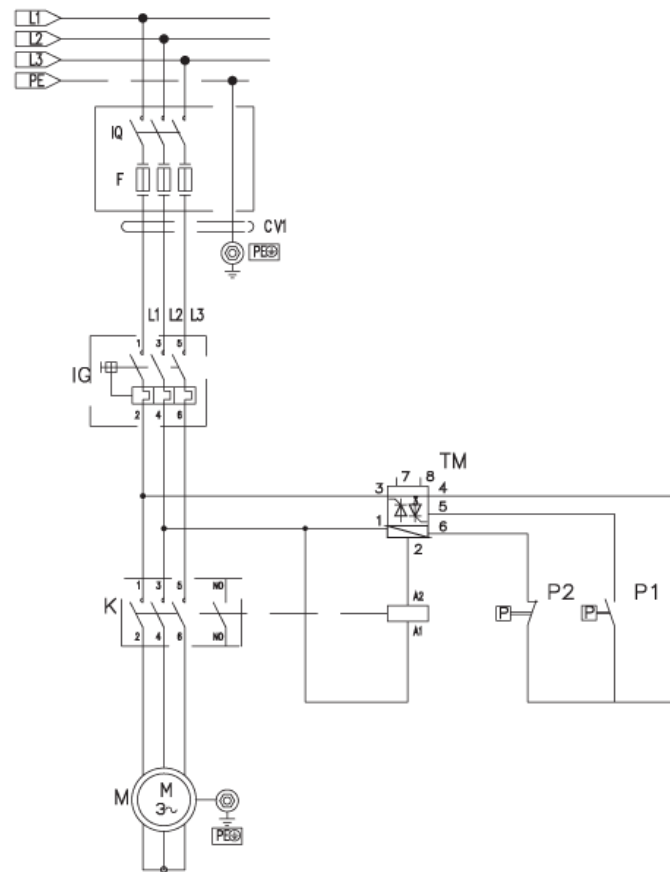 L1
L2
L3
PE
IQ
F
CV1
PE
L1 L2 L3
1 3 5
IG
2 4 6
TM
7 8
3 4
5
1 6
2
1 3 5 NO
K
2 4 6 NO
A2
A1
P P2 P P1
M M
3~
PE